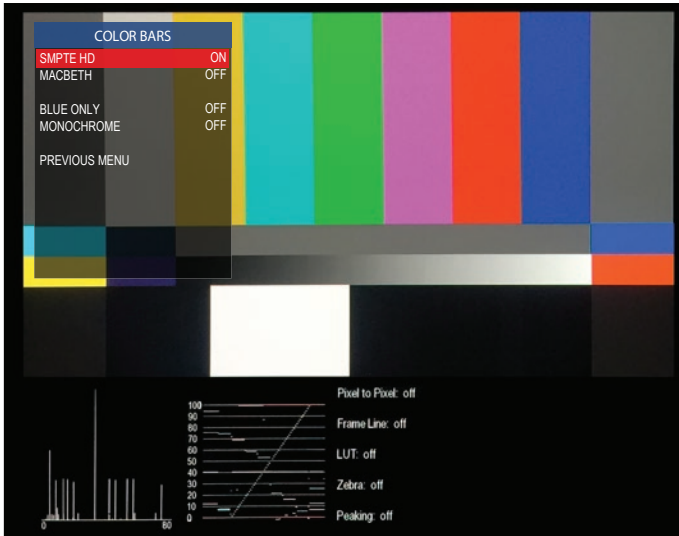 COLOR BARS
SMPTE HD ON
MACBETH OFF
BLUE ONLY OFF
MONOCHROME OFF
PREVIOUS MENU
Pixel to Pixel: off
Frame Line: off
LUT: off
Zebra: off
Peaking: off
100
90
80
70
60
50
40
30
20
10
0
0 80